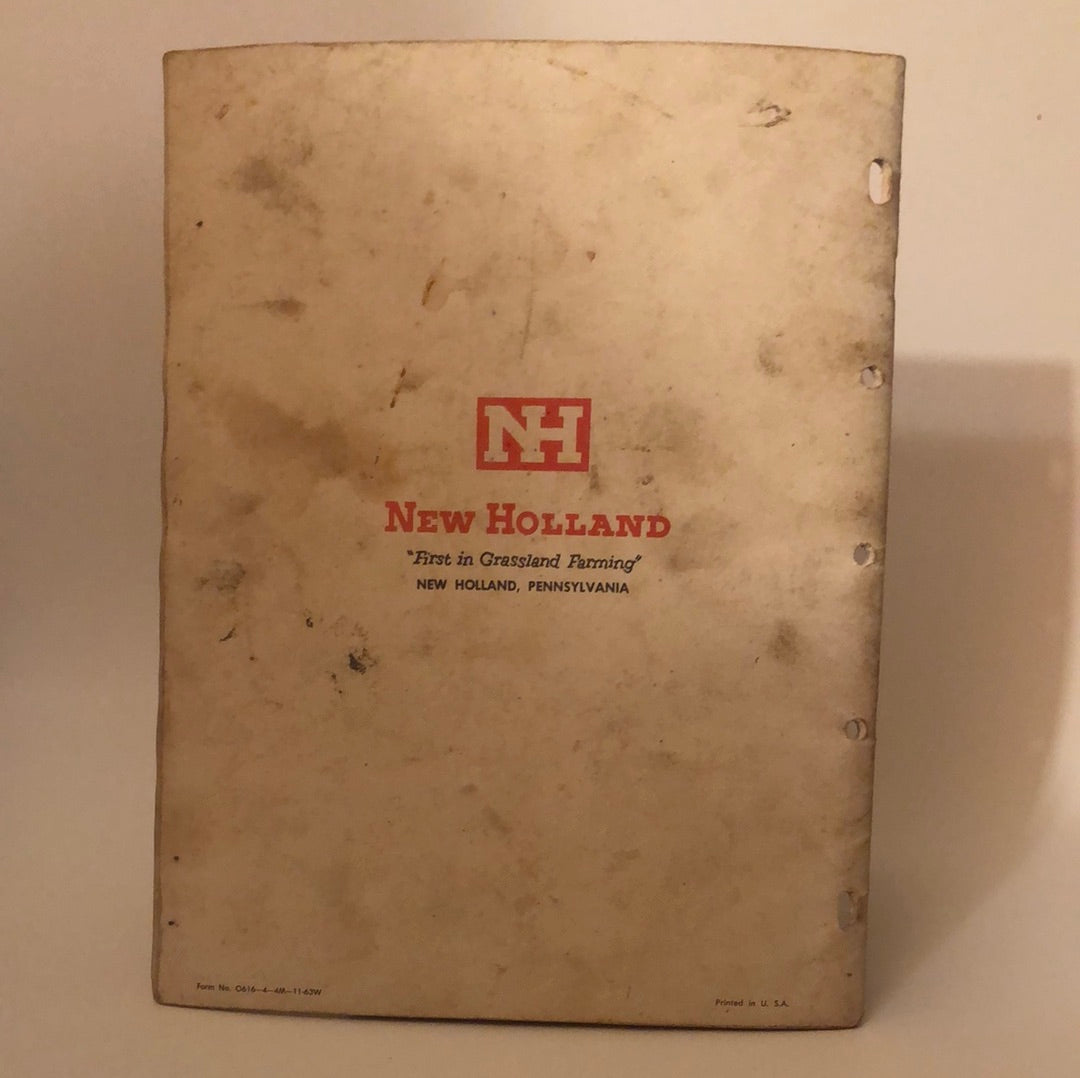 NH
NEW HOLLAND
"First in Grassland Farming"
NEW HOLLAND, PENNSYLVANIA
Form No. O616—4—4M—11-63W
Printed in U. S.A.